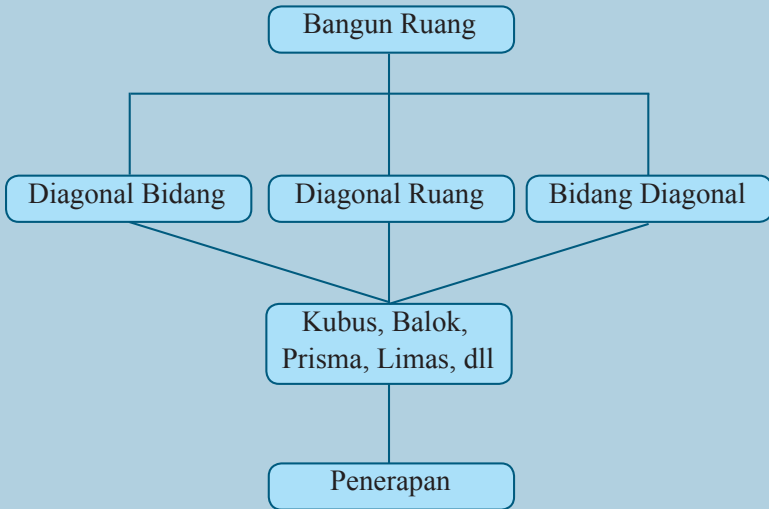 Bangun Ruang
Diagonal Bidang
Diagonal Ruang
Bidang Diagonal
Kubus, Balok,
Prisma, Limas, dll
Penerapan